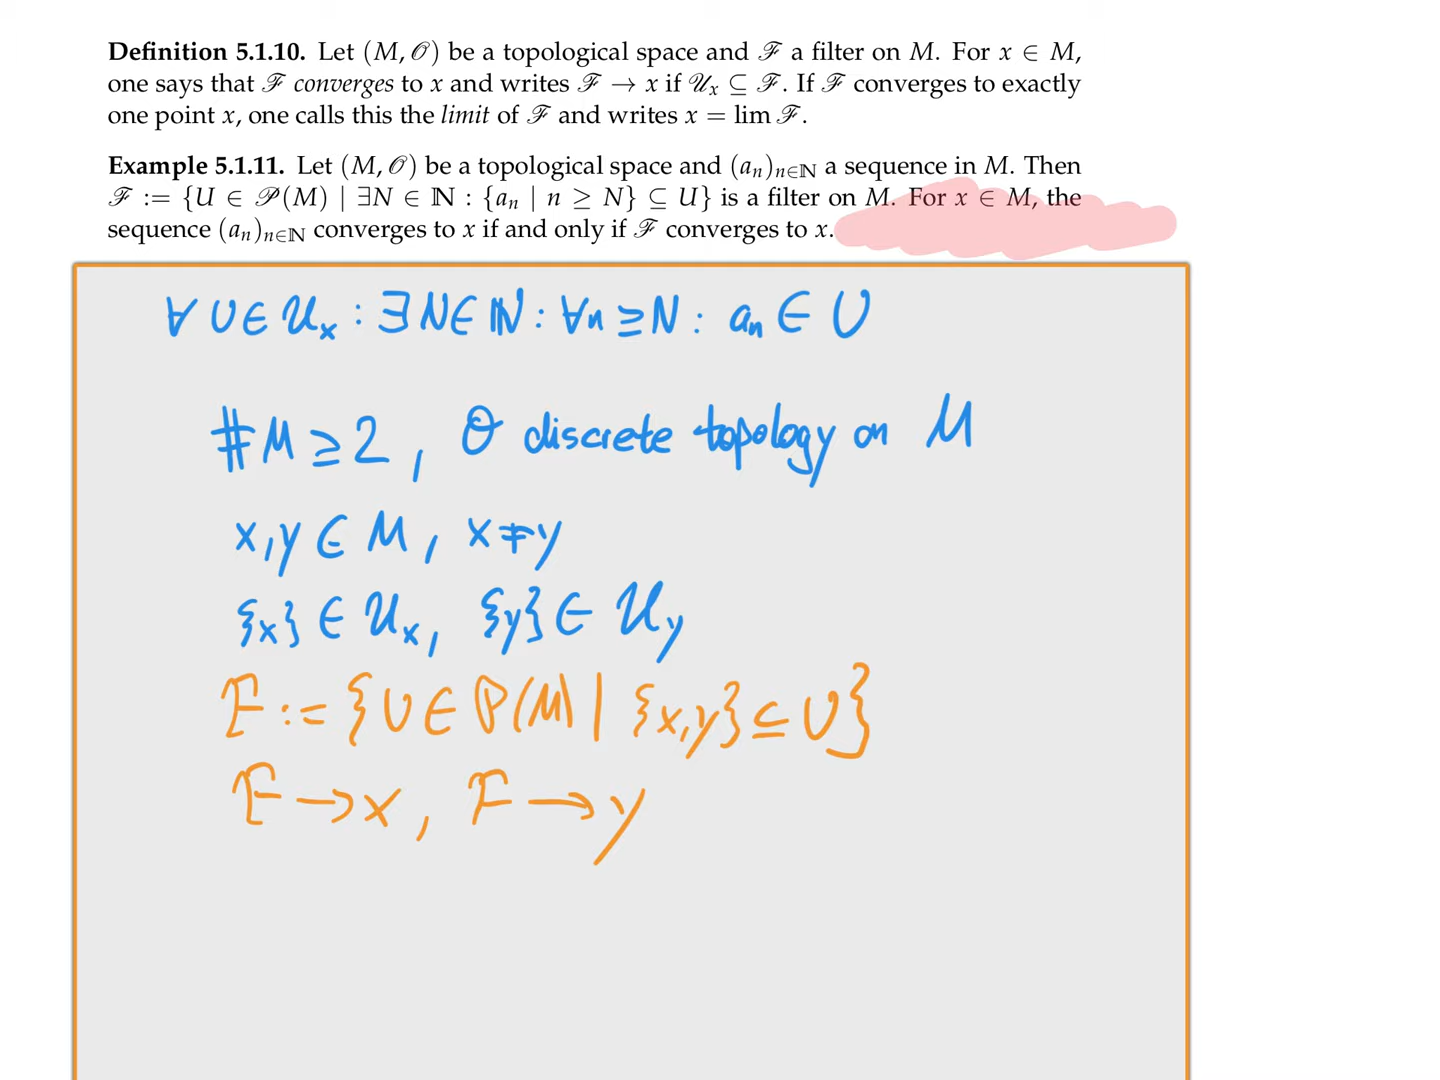 Definition 5.1.10. Let (M, 𝒪) be a topological space and ℱ a filter on M. For x ∈ M,
one says that ℱ converges to x and writes ℱ → x if 𝒰ₓ ⊆ ℱ. If ℱ converges to exactly
one point x, one calls this the limit of ℱ and writes x = lim ℱ.
Example 5.1.11. Let (M, 𝒪) be a topological space and (aₙ)ₙ∈ℕ a sequence in M. Then
ℱ := {U ∈ 𝒫(M) | ∃N ∈ ℕ : {aₙ | n ≥ N} ⊆ U} is a filter on M. For x ∈ M, the
sequence (aₙ)ₙ∈ℕ converges to x if and only if ℱ converges to x.
∀ U ∈ 𝒰ₓ : ∃ N ∈ ℕ : ∀n ≥ N : aₙ ∈ U
#M ≥ 2, 𝒪 discrete topology on M
x, y ∈ M, x ≠ y
{x} ∈ 𝒰ₓ, {y} ∈ 𝒰_y
ℱ := {U ∈ 𝒫(M) | {x,y} ⊆ U}
ℱ → x, ℱ → y